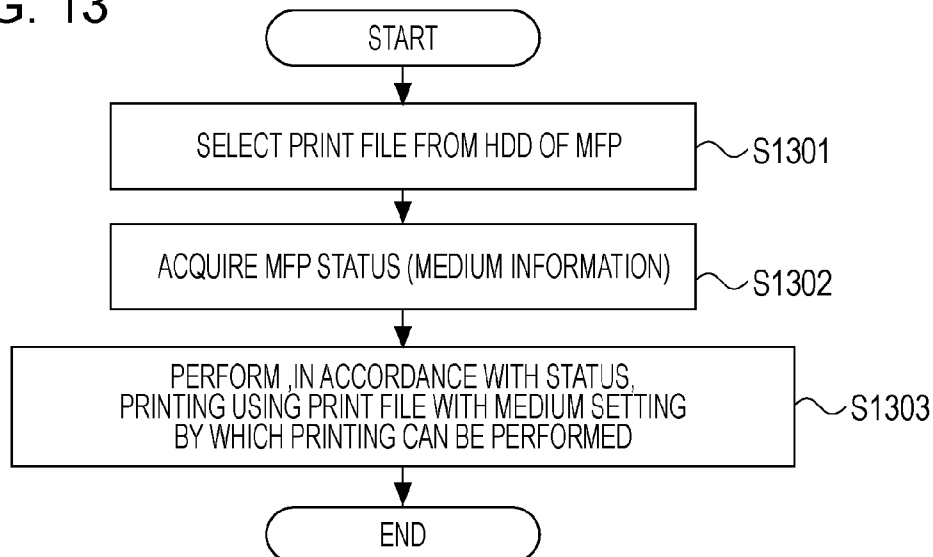 G. 13
START
SELECT PRINT FILE FROM HDD OF MFP
S1301
ACQUIRE MFP STATUS (MEDIUM INFORMATION)
S1302
PERFORM ,IN ACCORDANCE WITH STATUS,
PRINTING USING PRINT FILE WITH MEDIUM SETTING
BY WHICH PRINTING CAN BE PERFORMED
S1303
END